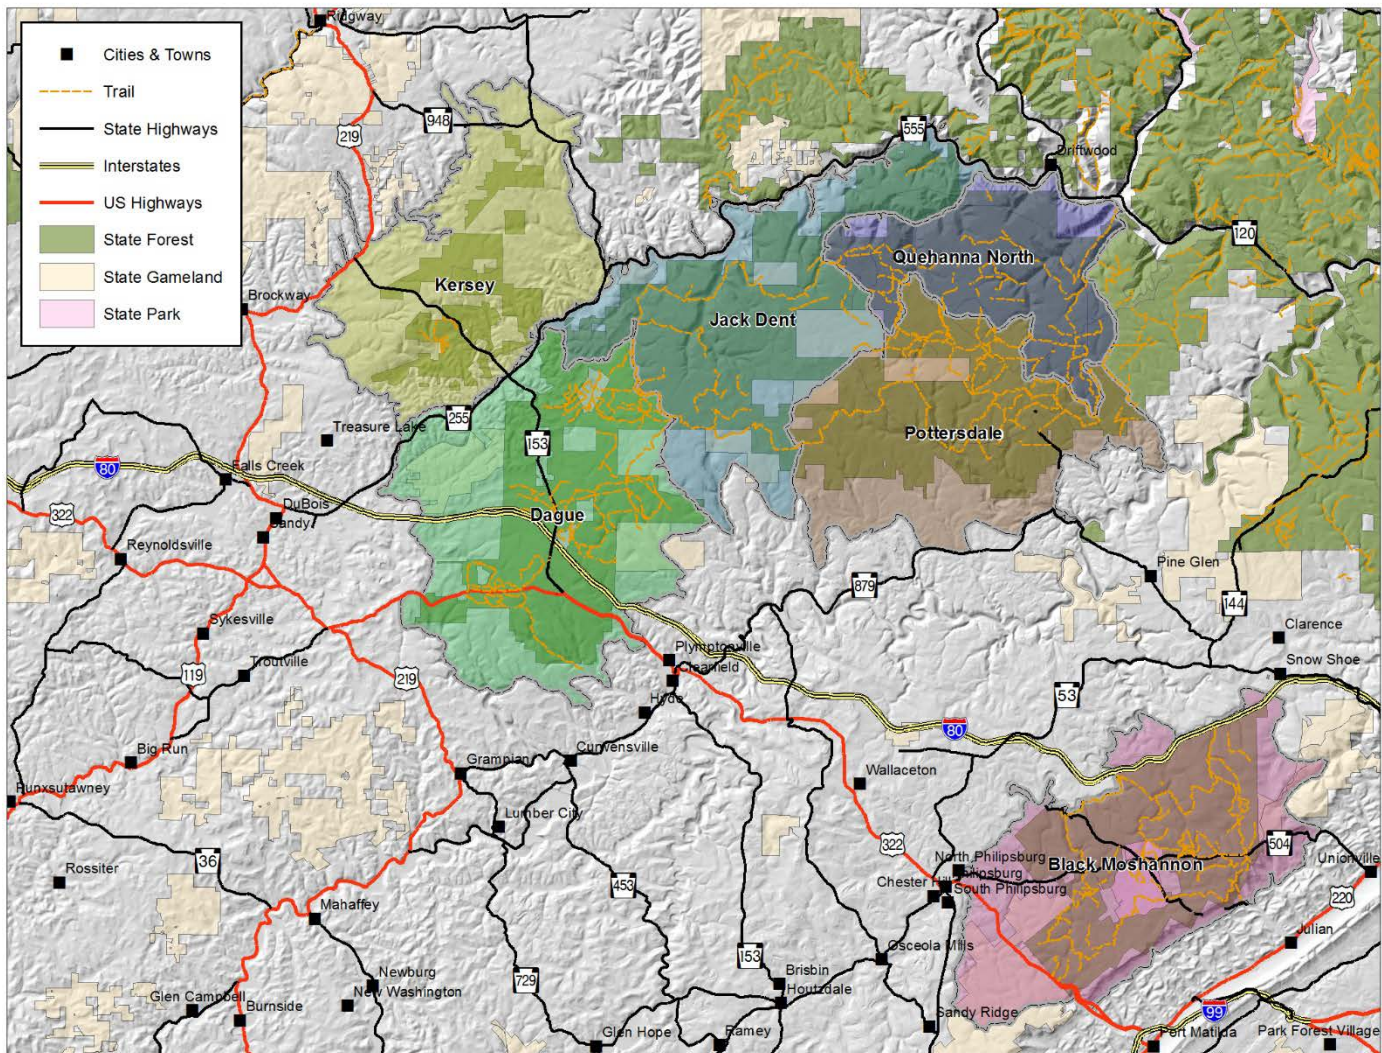 Cities & Towns
Trail
State Highways
Interstates
US Highways
State Forest
State Gameland
State Park
Ridgway
948
219
555
Driftwood
120
Quehanna North
Kersey
Brockway
Jack Dent
255
Treasure Lake
153
Pottersdale
80
Falls Creek
322
DuBois
Sandy
Dague
Reynoldsville
Pine Glen
879
144
Sykesville
Clarence
Plymptonville
Clearfield
Troutville
119
219
Snow Shoe
53
Hyde
80
Big Run
Grampian
Curwensville
Wallaceton
Punxsutawney
Lumber City
322
504
36
Rossiter
North Philipsburg
Philipsburg
Black Moshannon
Unionville
Chester Hill
South Philipsburg
453
220
Mahaffey
Julian
Osceola Mills
153
Newburg
New Washington
729
Brisbin
Houtzdale
Glen Campbell
Burnside
Sandy Ridge
99
Glen Hope
Ramey
Port Matilda
Park Forest Village